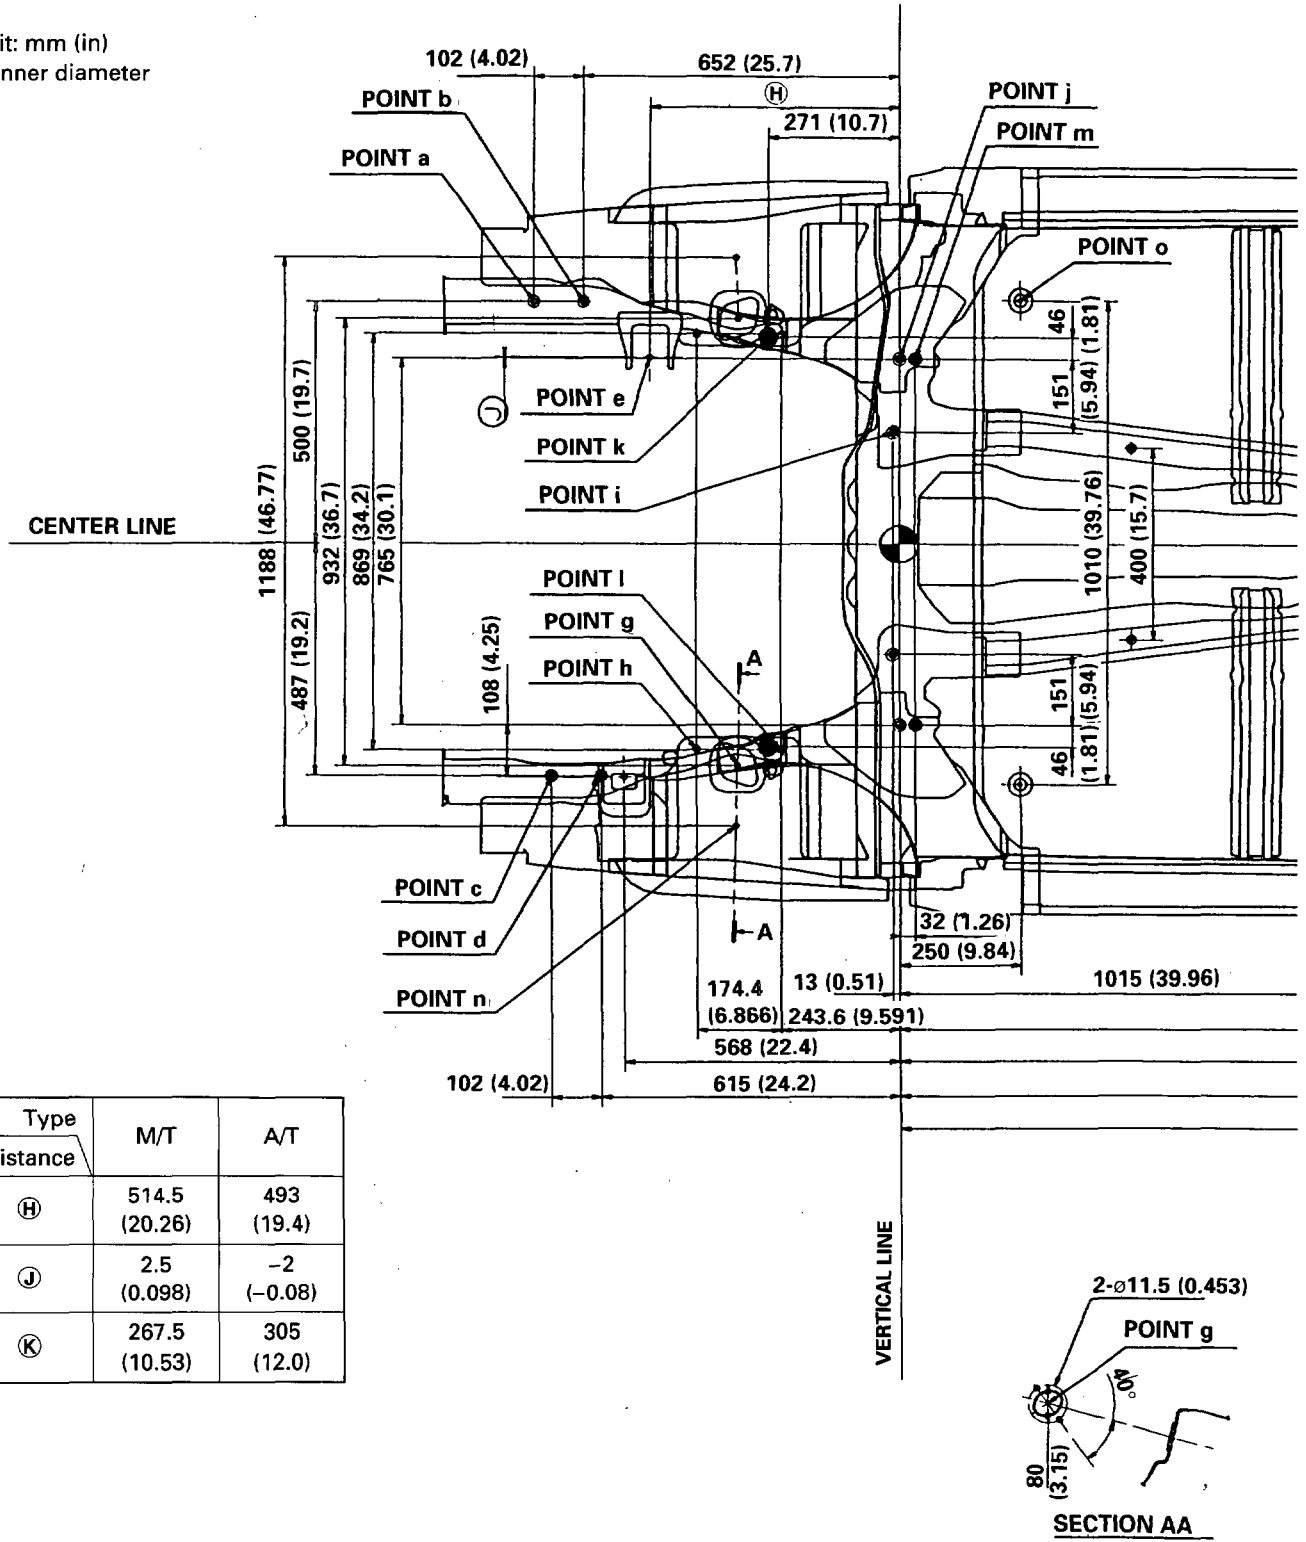 it: mm (in)
nner diameter
102 (4.02)
652 (25.7)
H
271 (10.7)
POINT b
POINT a
POINT j
POINT m
POINT o
46
(1.81)
151
(5.94)
POINT e
J
POINT k
POINT i
500 (19.7)
1188 (46.77)
932 (36.7)
869 (34.2)
765 (30.1)
CENTER LINE
1010 (39.76)
400 (15.7)
POINT l
POINT g
POINT h
487 (19.2)
108 (4.25)
A
151
(5.94)
46
(1.81)
POINT c
POINT d
POINT n
A
32 (1.26)
250 (9.84)
13 (0.51)
1015 (39.96)
174.4
(6.866)
243.6 (9.591)
568 (22.4)
102 (4.02)
615 (24.2)
Type
M/T
A/T
istance
H
514.5
(20.26)
493
(19.4)
J
2.5
(0.098)
−2
(−0.08)
K
267.5
(10.53)
305
(12.0)
VERTICAL LINE
2-ø11.5 (0.453)
POINT g
40°
80
(3.15)
SECTION AA